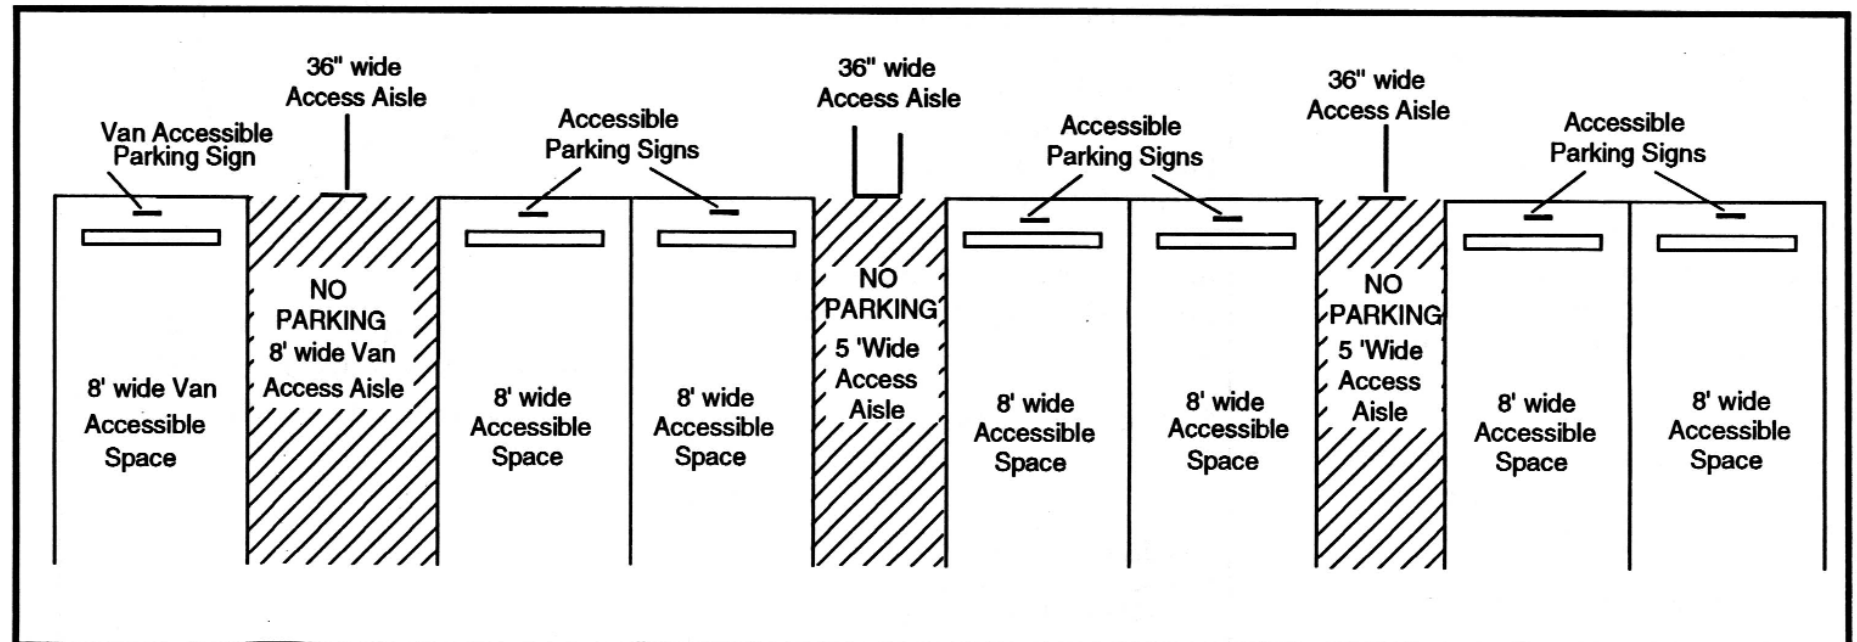 36" wide
Access Aisle
36" wide
Access Aisle
36" wide
Access Aisle
Van Accessible
Parking Sign
Accessible
Parking Signs
Accessible
Parking Signs
Accessible
Parking Signs
8' wide Van
Accessible
Space
NO
PARKING
8' wide Van
Access Aisle
8' wide
Accessible
Space
8' wide
Accessible
Space
NO
PARKING
5 'Wide
Access
Aisle
8' wide
Accessible
Space
8' wide
Accessible
Space
NO
PARKING
5 'Wide
Access
Aisle
8' wide
Accessible
Space
8' wide
Accessible
Space